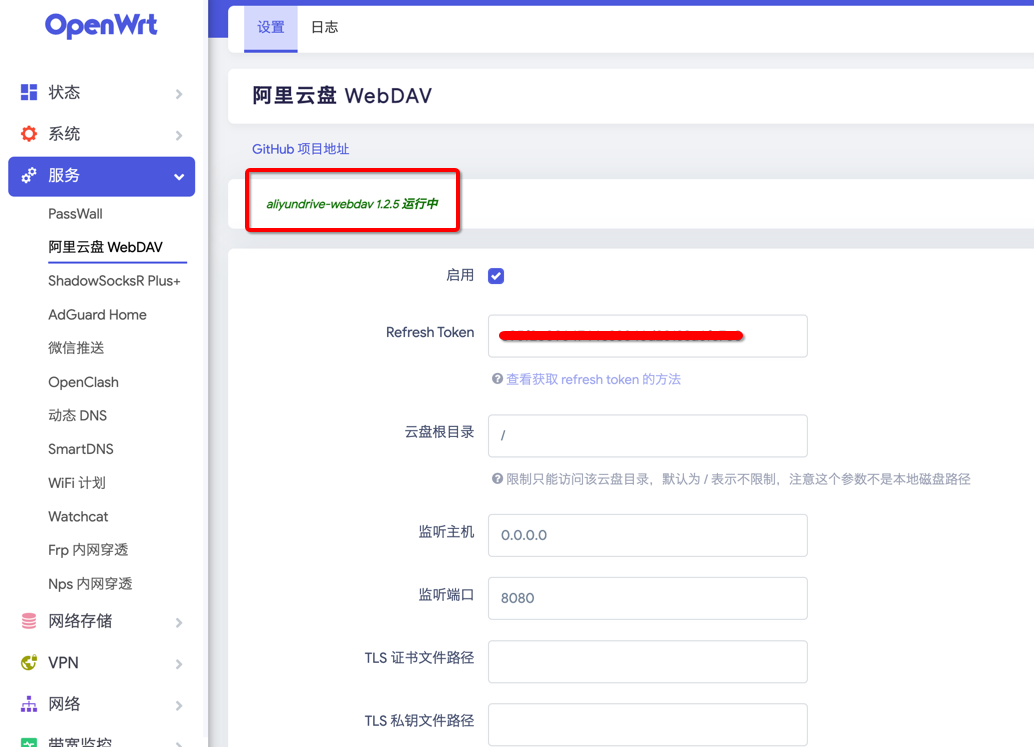 OpenWrt
状态
系统
服务
PassWall
阿里云盘 WebDAV
ShadowSocksR Plus+
AdGuard Home
微信推送
OpenClash
动态 DNS
SmartDNS
WiFi 计划
Watchcat
Frp 内网穿透
Nps 内网穿透
网络存储
VPN
网络
带宽监控
设置 日志
阿里云盘 WebDAV
GitHub 项目地址
aliyundrive-webdav 1.2.5 运行中
启用
Refresh Token
查看获取 refresh token 的方法
云盘根目录 /
限制只能访问该云盘目录，默认为 / 表示不限制，注意这个参数不是本地磁盘路径
监听主机 0.0.0.0
监听端口 8080
TLS 证书文件路径
TLS 私钥文件路径